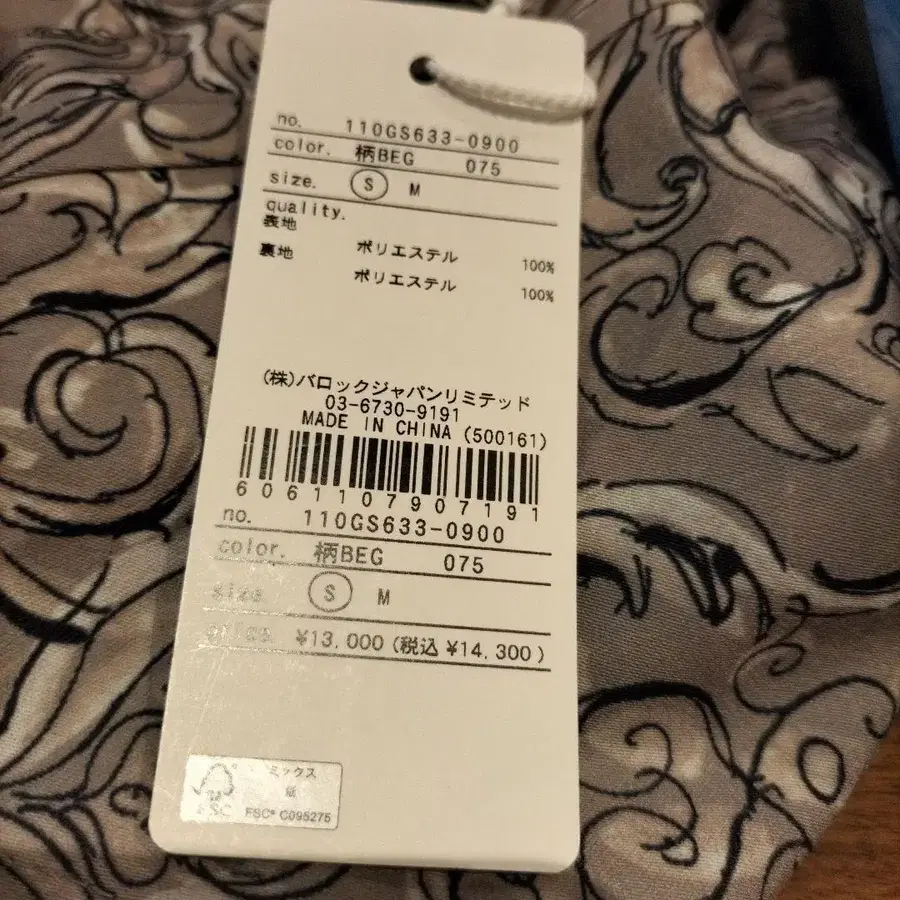 no. 110GS633-0900
color. 柄BEG 075
size. S M
quality.
表地 ポリエステル 100%
裏地 ポリエステル 100%
(株)バロックジャパンリミテッド
03-6730-9191
MADE IN CHINA (500161)
6061107907191
no. 110GS633-0900
color. 柄BEG 075
size. S M
price. ¥13.000 (税込 ¥14.300)
ミックス
紙
FSC
FSC® C095275